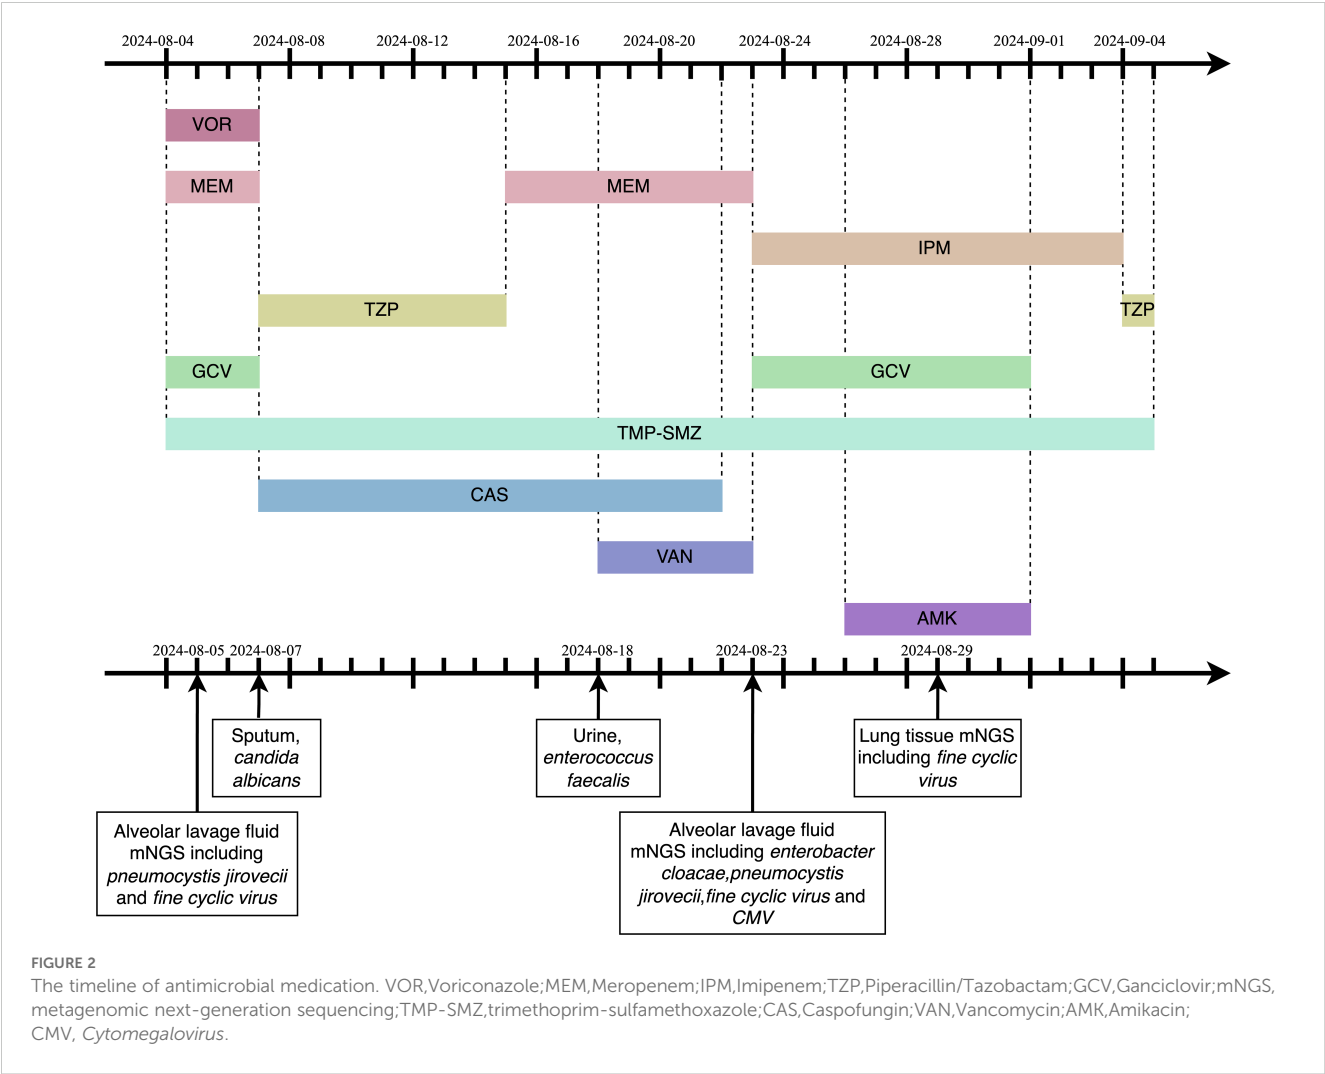 2024-08-04 2024-08-08 2024-08-12 2024-08-16 2024-08-20 2024-08-24 2024-08-28 2024-09-01 2024-09-04
VOR
MEM MEM
IPM
TZP TZP
GCV GCV
TMP-SMZ
CAS
VAN
AMK
2024-08-05 2024-08-07 2024-08-18 2024-08-23 2024-08-29
Sputum,
candida
albicans
Urine,
enterococcus
faecalis
Lung tissue mNGS
including fine cyclic
virus
Alveolar lavage fluid
mNGS including
pneumocystis jirovecii
and fine cyclic virus
Alveolar lavage fluid
mNGS including enterobacter
cloacae,pneumocystis
jirovecii,fine cyclic virus and
CMV
FIGURE 2
The timeline of antimicrobial medication. VOR,Voriconazole;MEM,Meropenem;IPM,Imipenem;TZP,Piperacillin/Tazobactam;GCV,Ganciclovir;mNGS,
metagenomic next-generation sequencing;TMP-SMZ,trimethoprim-sulfamethoxazole;CAS,Caspofungin;VAN,Vancomycin;AMK,Amikacin;
CMV, Cytomegalovirus.